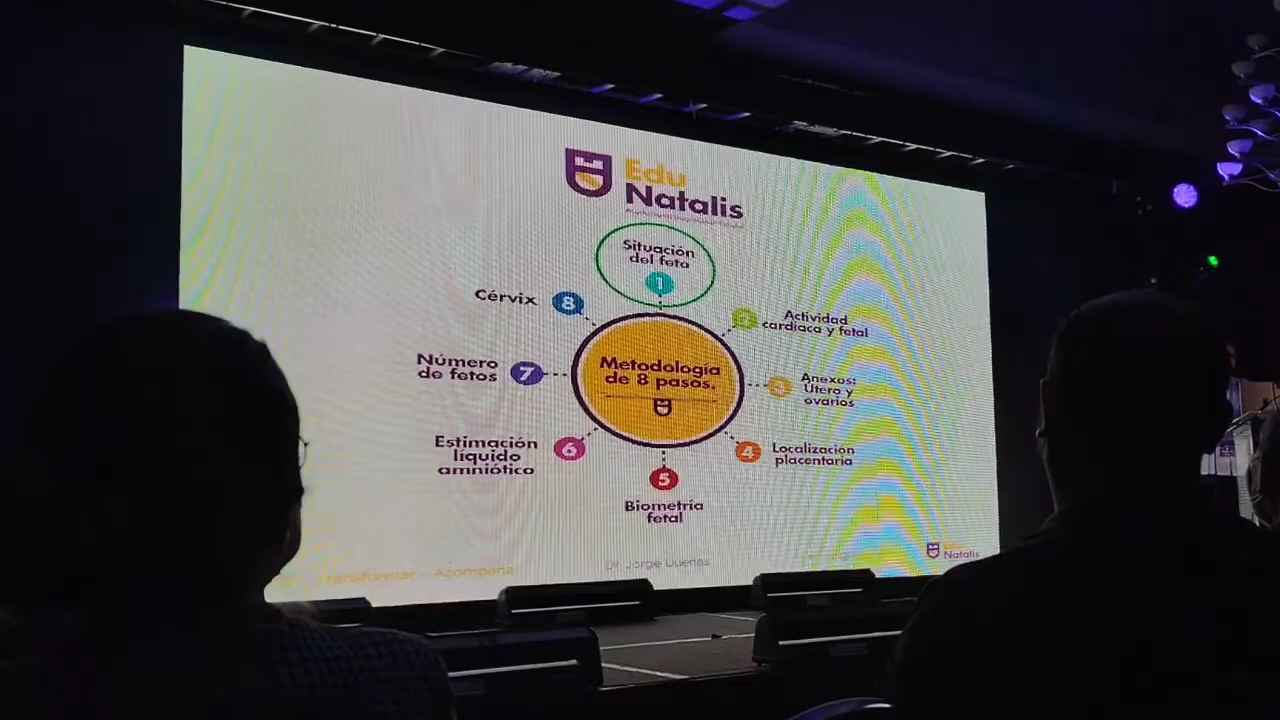 Edu
Natalis
Situación
del feto
1
2
Actividad
cardiaca y fetal
3
Anexos:
Utero y
ovarios
4
Localización
placentaria
5
Biometría
fetal
6
Estimación
líquido
amniótico
7
Número
de fetos
8
Cérvix
Metodología
de 8 pasos.
Transformar - Acompaña
Dr. Jorge Dueñas
Edu
Natalis